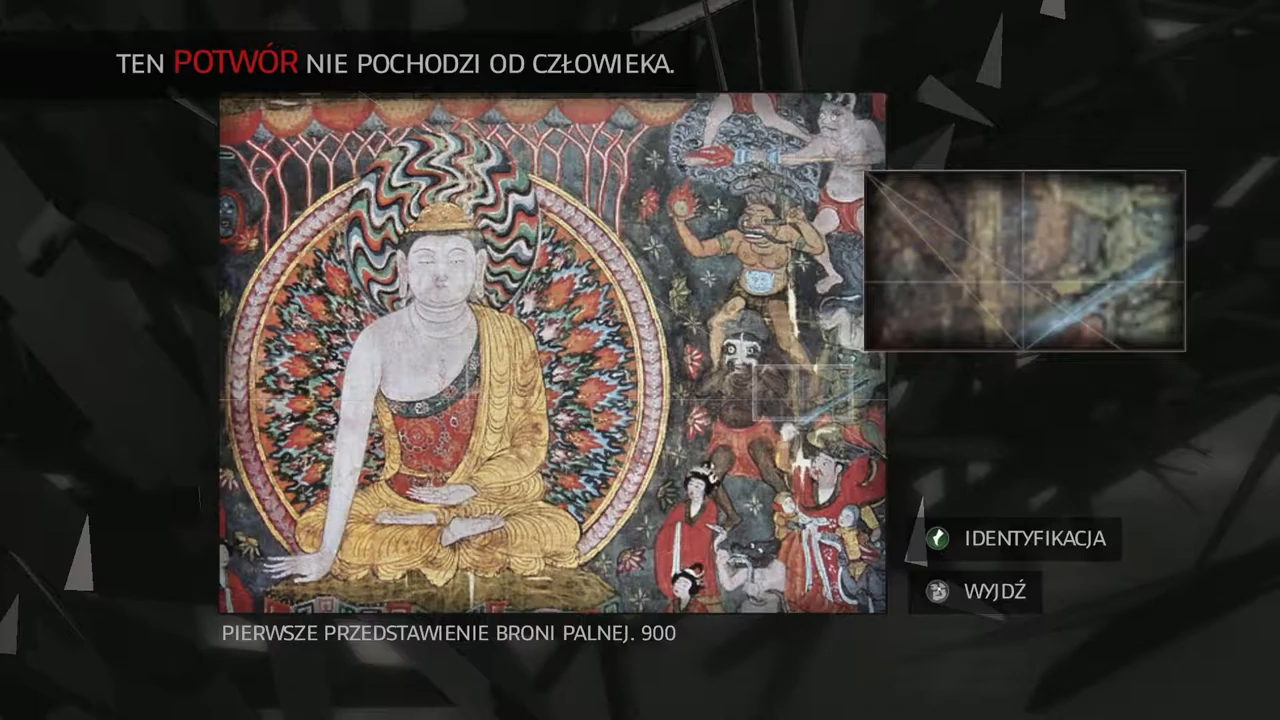 TEN POTWÓR NIE POCHODZI OD CZŁOWIEKA.
PIERWSZE PRZEDSTAWIENIE BRONI PALNEJ. 900
IDENTYFIKACJA
WYJDŹ